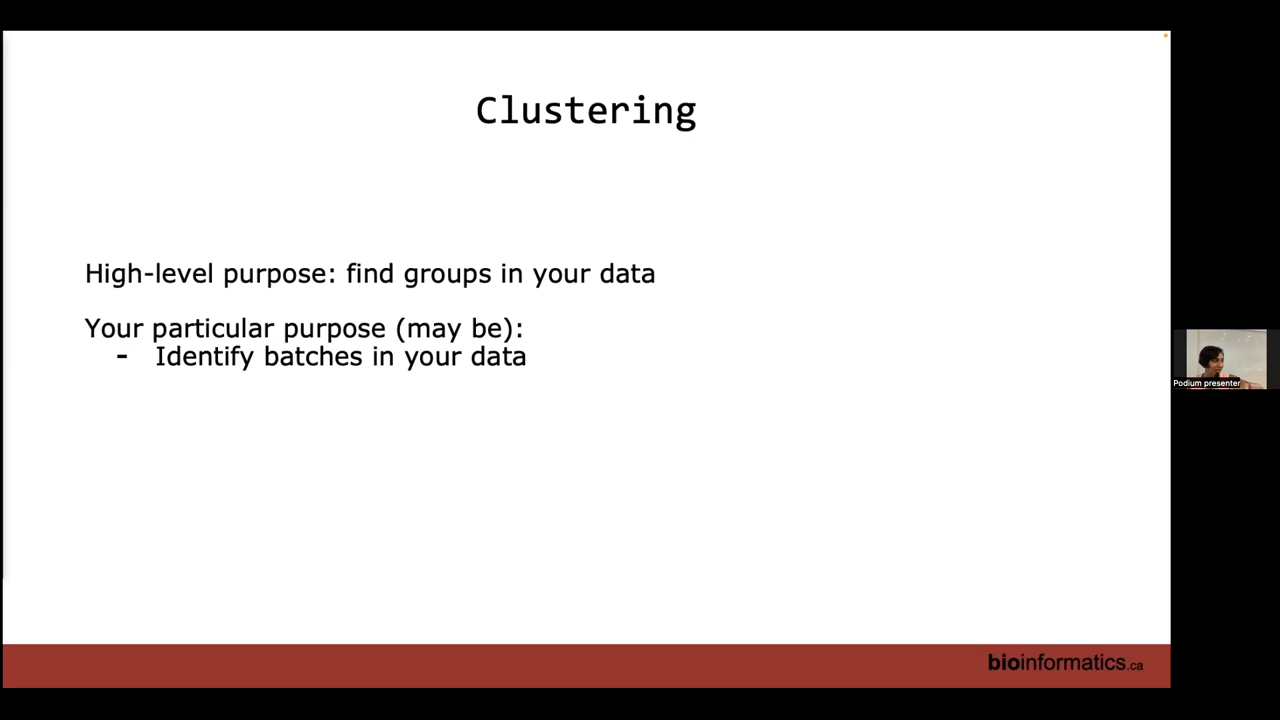 Clustering
High-level purpose: find groups in your data
Your particular purpose (may be):
- Identify batches in your data
Podium presenter
bioinformatics.ca